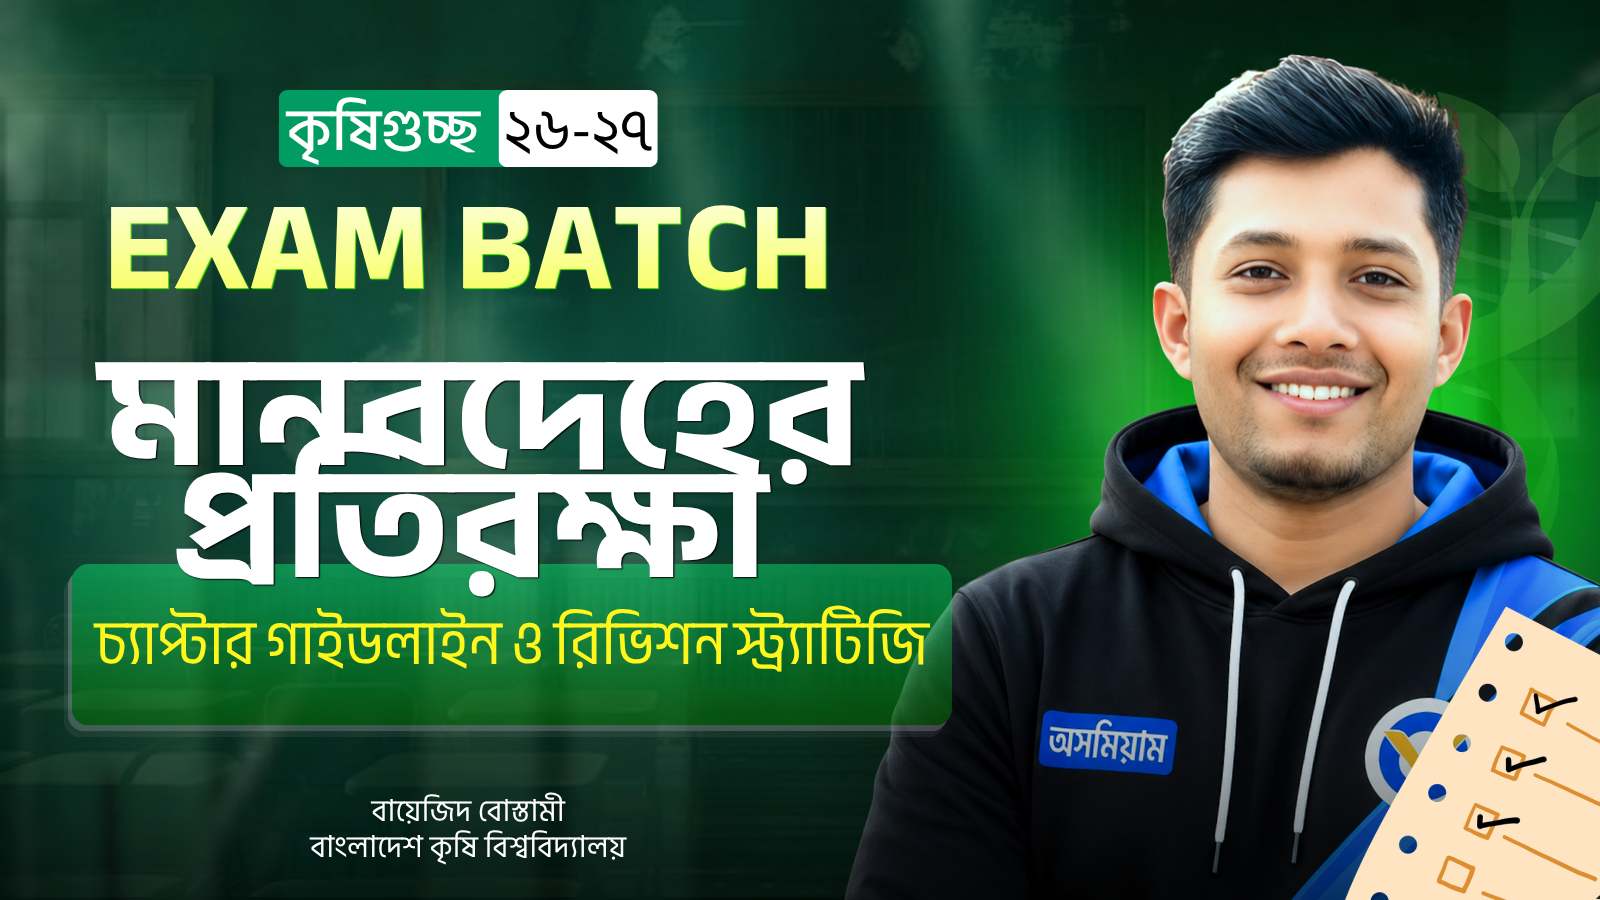 কৃষিগুচ্ছ ২৬-২৭
EXAM BATCH
মানবদেহের
প্রতিরক্ষা
চ্যাপ্টার গাইডলাইন ও রিভিশন স্ট্র্যাটিজি
অসমিয়াম
বায়েজিদ বোস্তামী
বাংলাদেশ কৃষি বিশ্ববিদ্যালয়